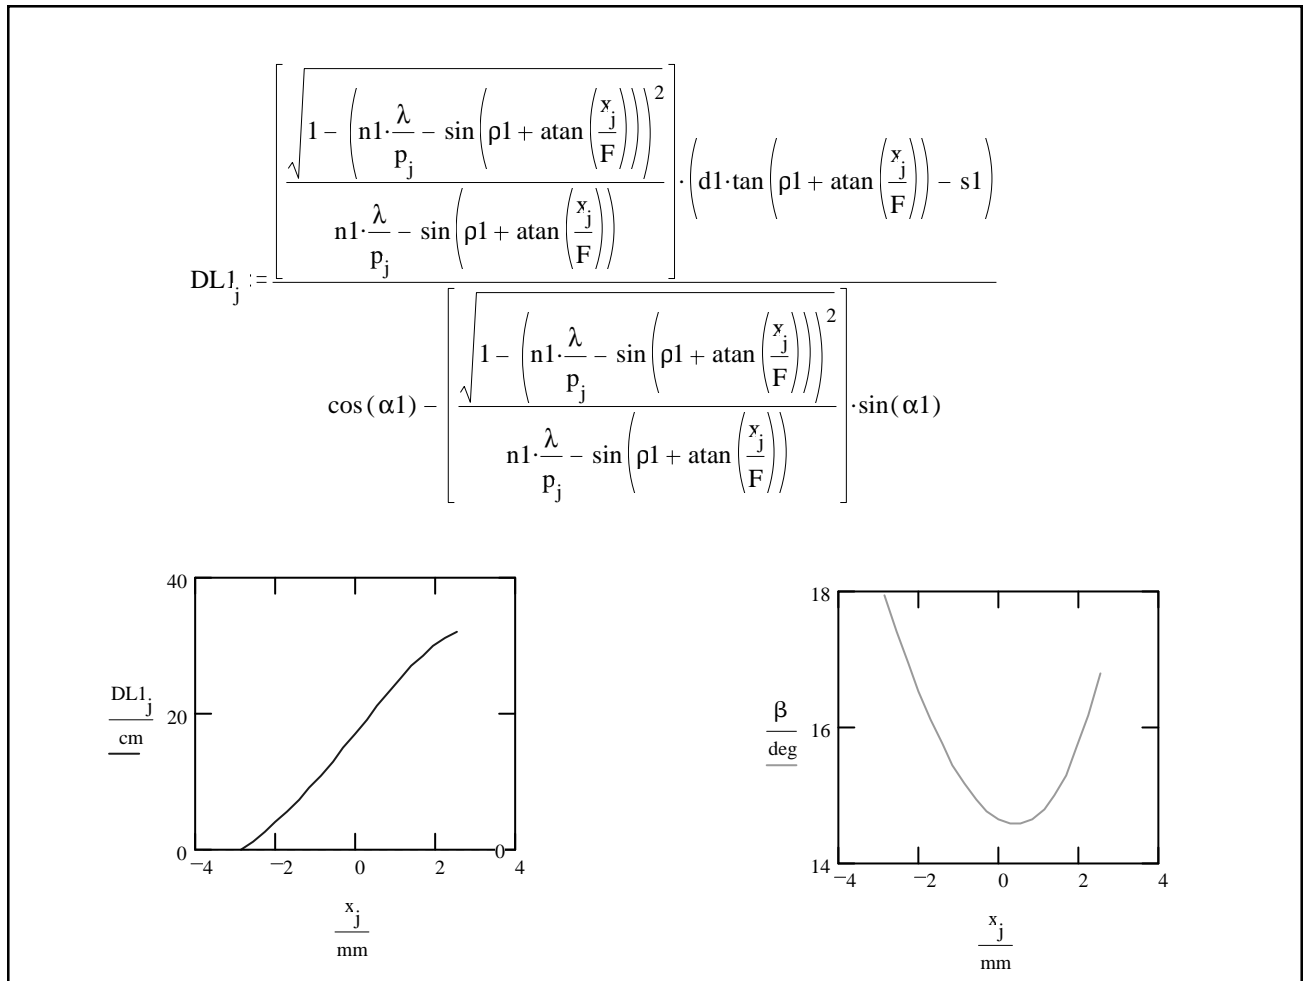 DL1_j := ([√(1 − (n1·λ/p_j − sin(ρ1 + atan(x_j/F)))^2) / (n1·λ/p_j − sin(ρ1 + atan(x_j/F)))]·(d1·tan(ρ1 + atan(x_j/F)) − s1)) / (cos(α1) − [√(1 − (n1·λ/p_j − sin(ρ1 + atan(x_j/F)))^2) / (n1·λ/p_j − sin(ρ1 + atan(x_j/F)))]·sin(α1))
40
20
0
DL1_j
cm
−4 −2 0 2 4
0
x_j
mm
18
16
14
β
deg
−4 −2 0 2 4
x_j
mm